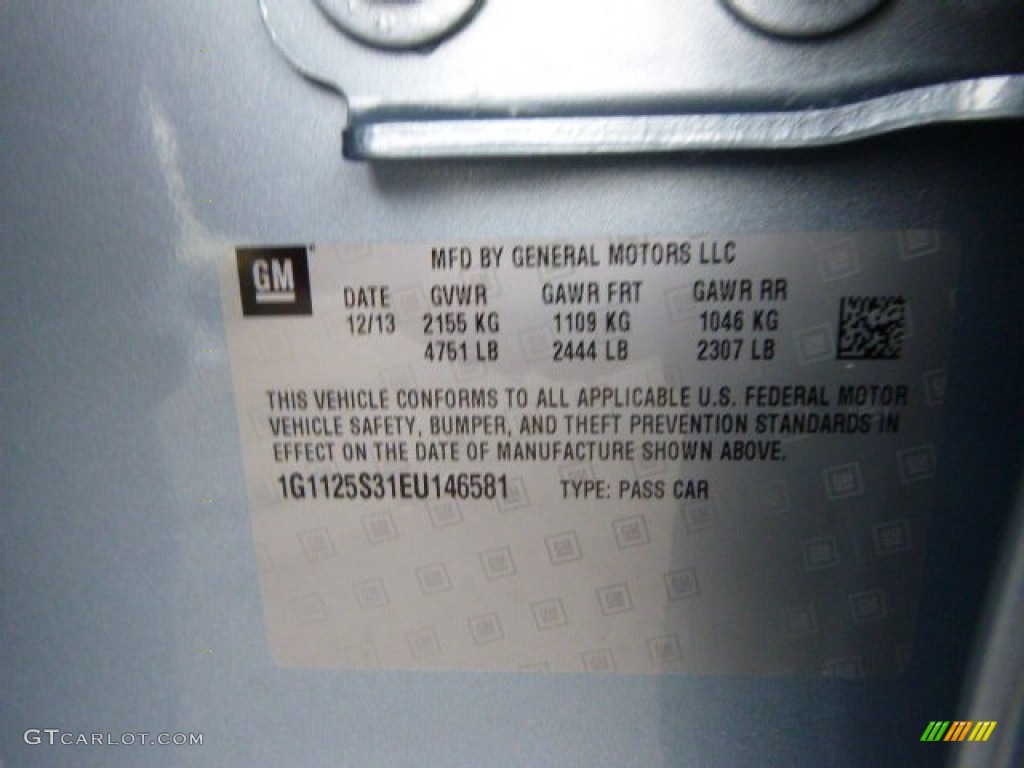 GM
MFD BY GENERAL MOTORS LLC
DATE GVWR GAWR FRT GAWR RR
12/13 2155 KG 1109 KG 1046 KG
4751 LB 2444 LB 2307 LB
THIS VEHICLE CONFORMS TO ALL APPLICABLE U.S. FEDERAL MOTOR
VEHICLE SAFETY, BUMPER, AND THEFT PREVENTION STANDARDS IN
EFFECT ON THE DATE OF MANUFACTURE SHOWN ABOVE.
1G1125S31EU146581 TYPE: PASS CAR
GTCARLOT.COM